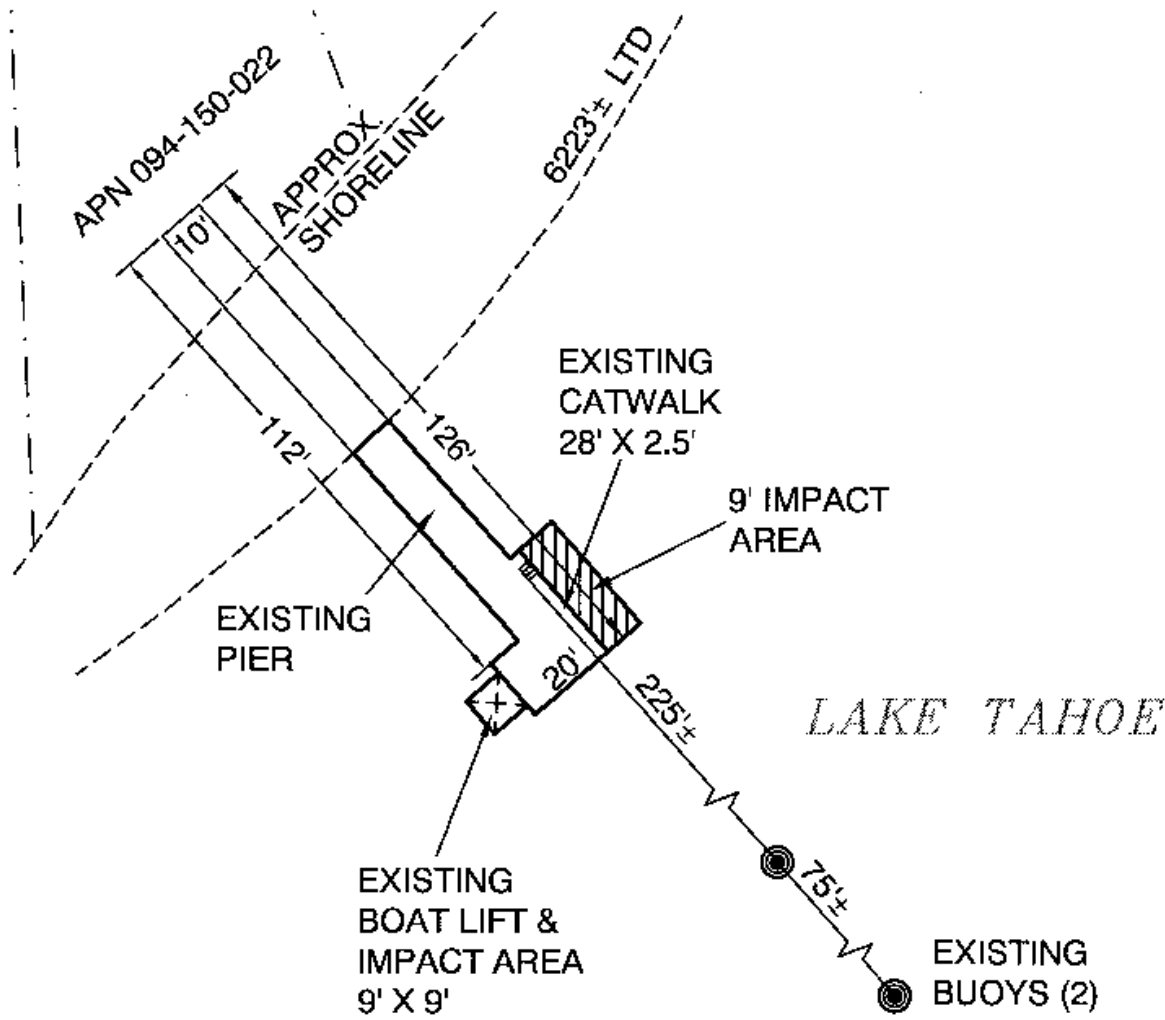 APN 094-150-022
APPROX.
SHORELINE
6223'± LTD
10'
112'
126'
EXISTING
CATWALK
28' X 2.5'
9' IMPACT
AREA
EXISTING
PIER
20'
225'±
LAKE TAHOE
75'±
EXISTING
BOAT LIFT &
IMPACT AREA
9' X 9'
EXISTING
BUOYS (2)